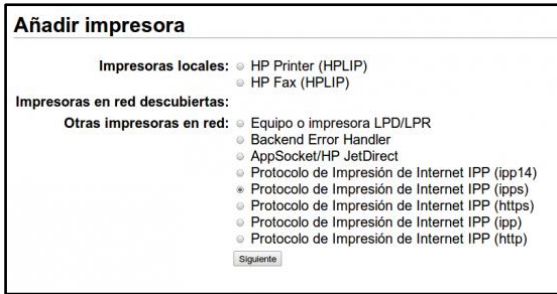 Añadir impresora
Impresoras locales: HP Printer (HPLIP)
HP Fax (HPLIP)
Impresoras en red descubiertas:
Otras impresoras en red: Equipo o impresora LPD/LPR
Backend Error Handler
AppSocket/HP JetDirect
Protocolo de Impresión de Internet IPP (ipp14)
Protocolo de Impresión de Internet IPP (ipps)
Protocolo de Impresión de Internet IPP (https)
Protocolo de Impresión de Internet IPP (ipp)
Protocolo de Impresión de Internet IPP (http)
Siguiente